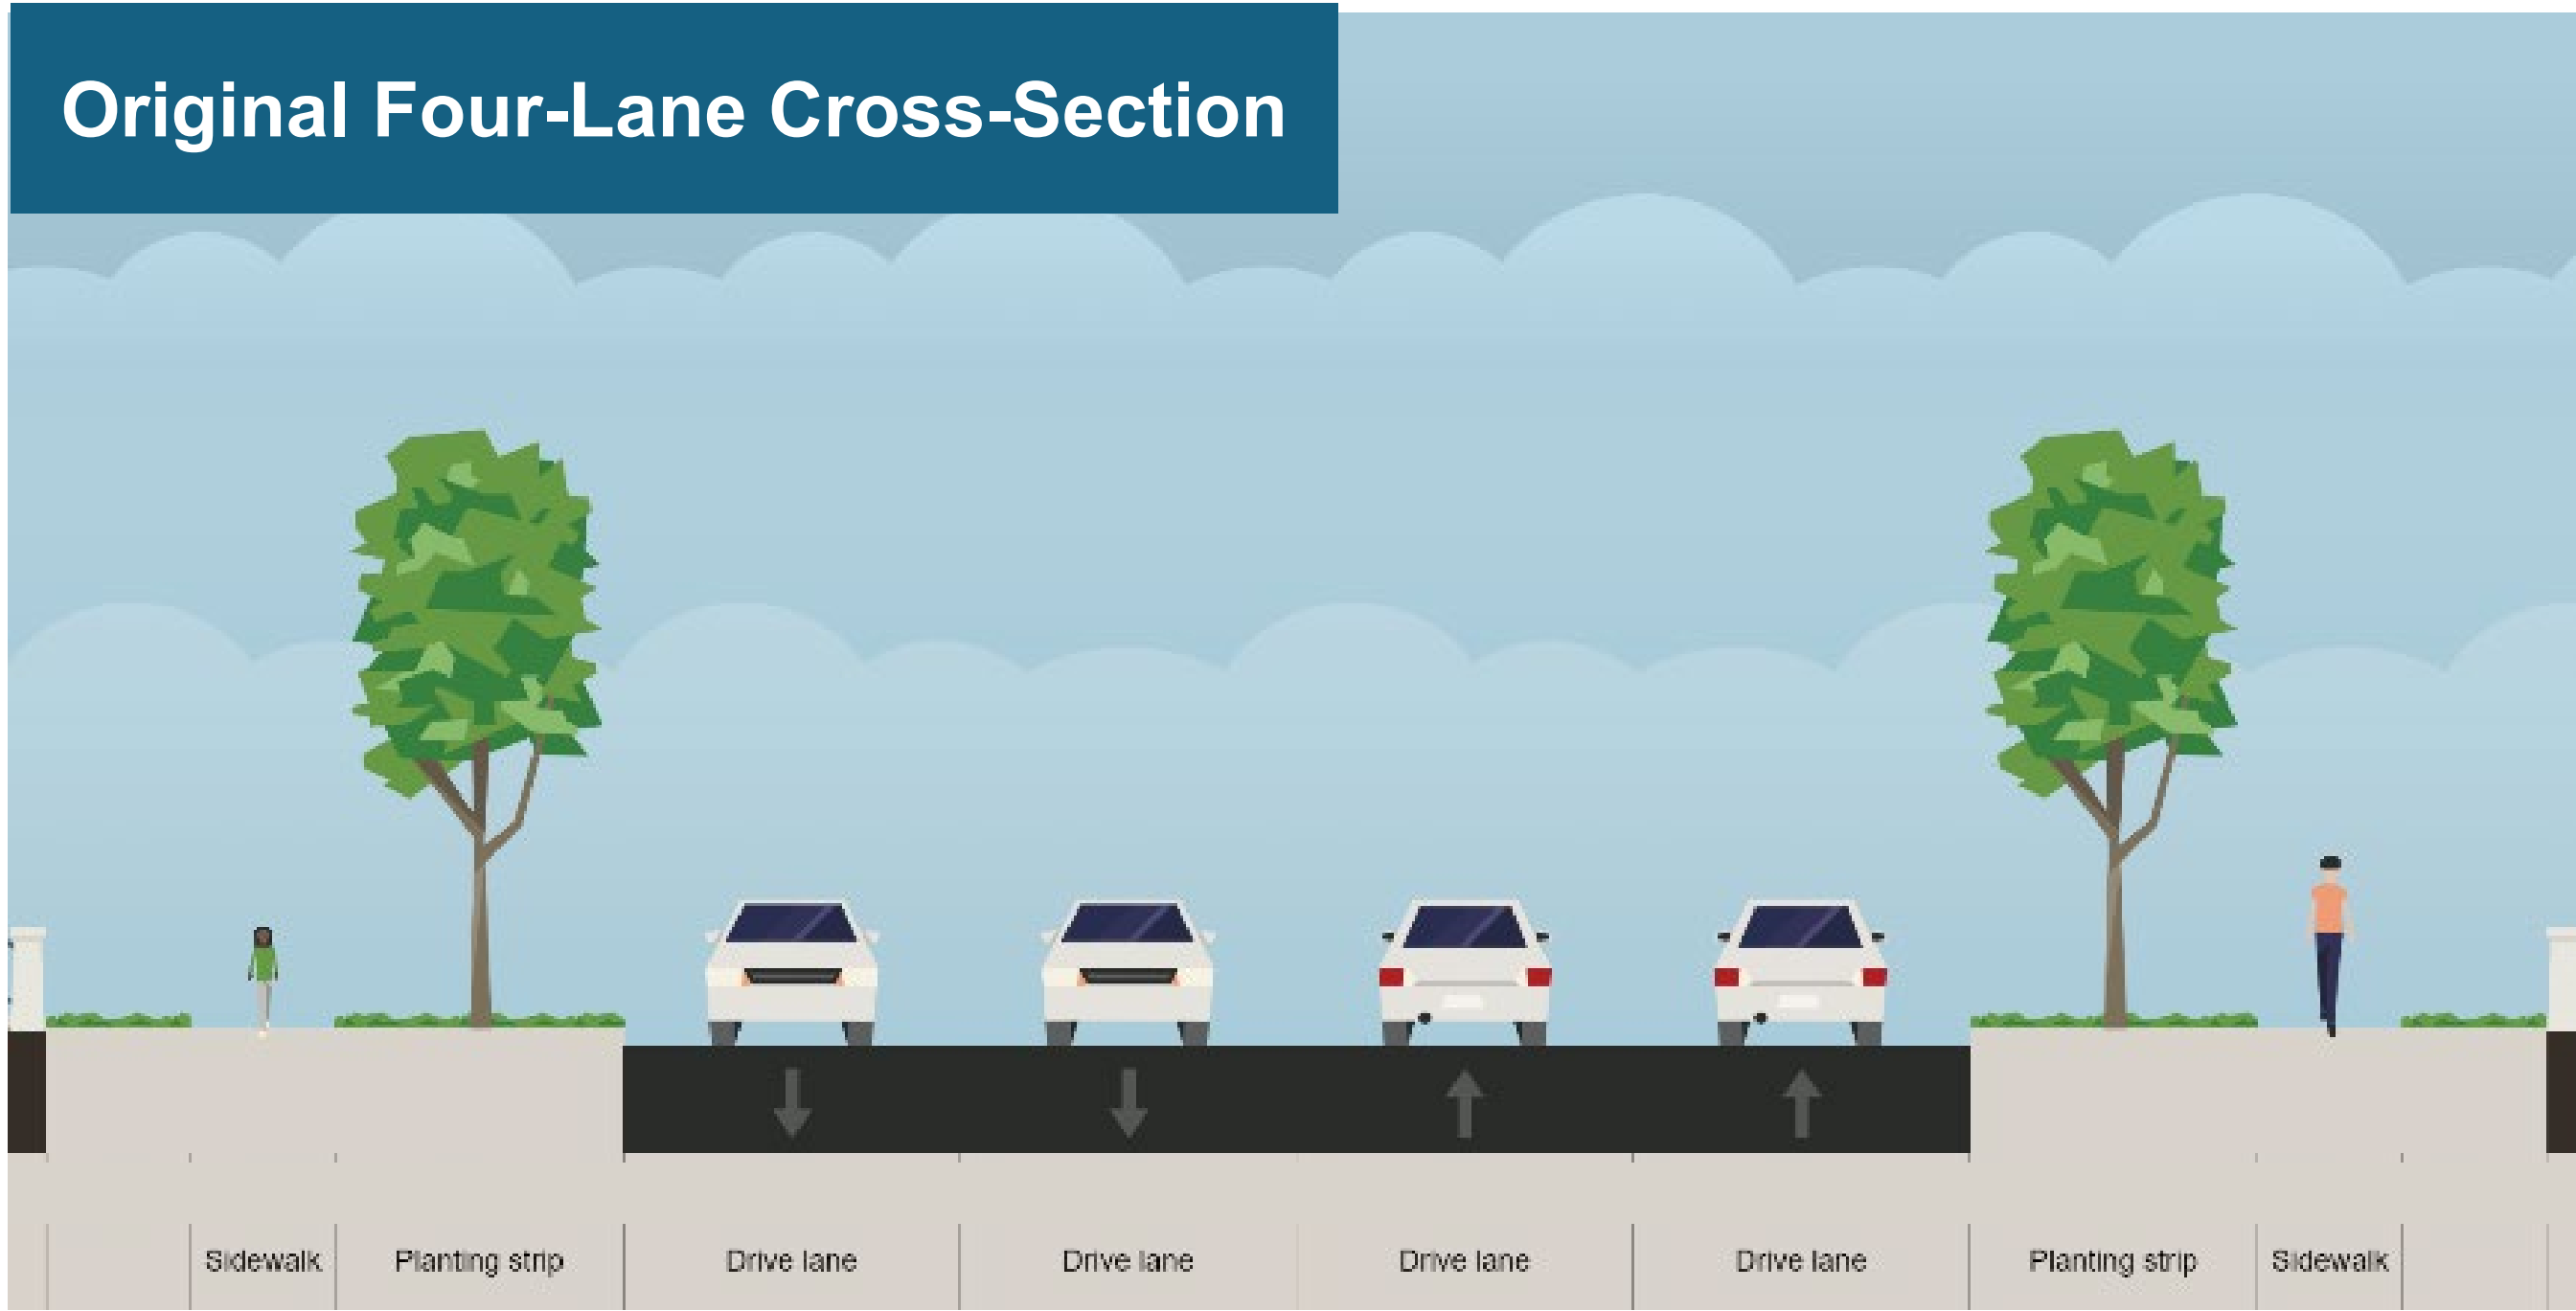 Original Four-Lane Cross-Section
Sidewalk
Planting strip
Drive lane
Drive lane
Drive lane
Drive lane
Planting strip
Sidewalk